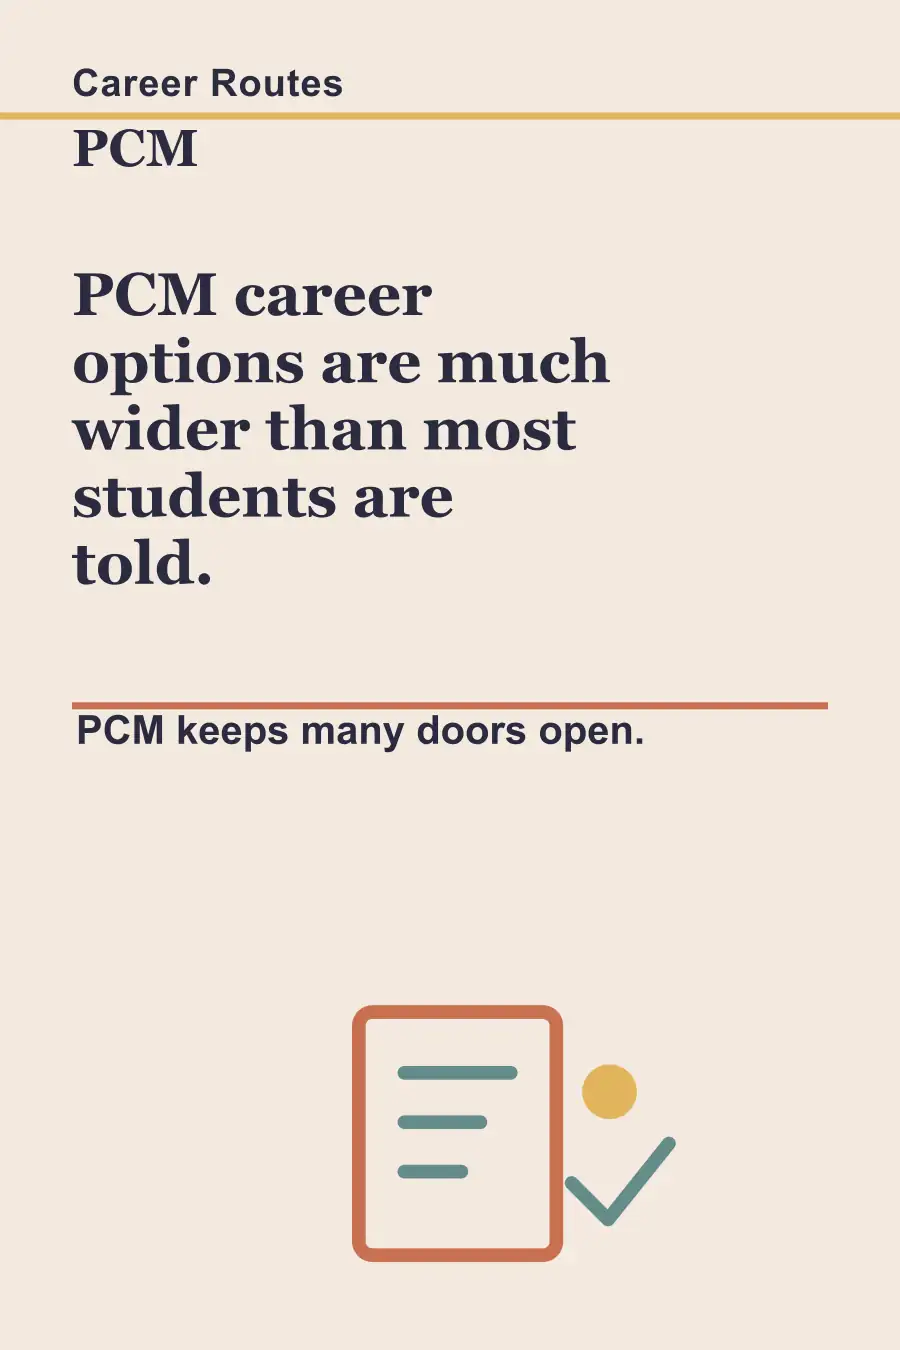 Career Routes
PCM
PCM career
options are much
wider than most
students are
told.
PCM keeps many doors open.